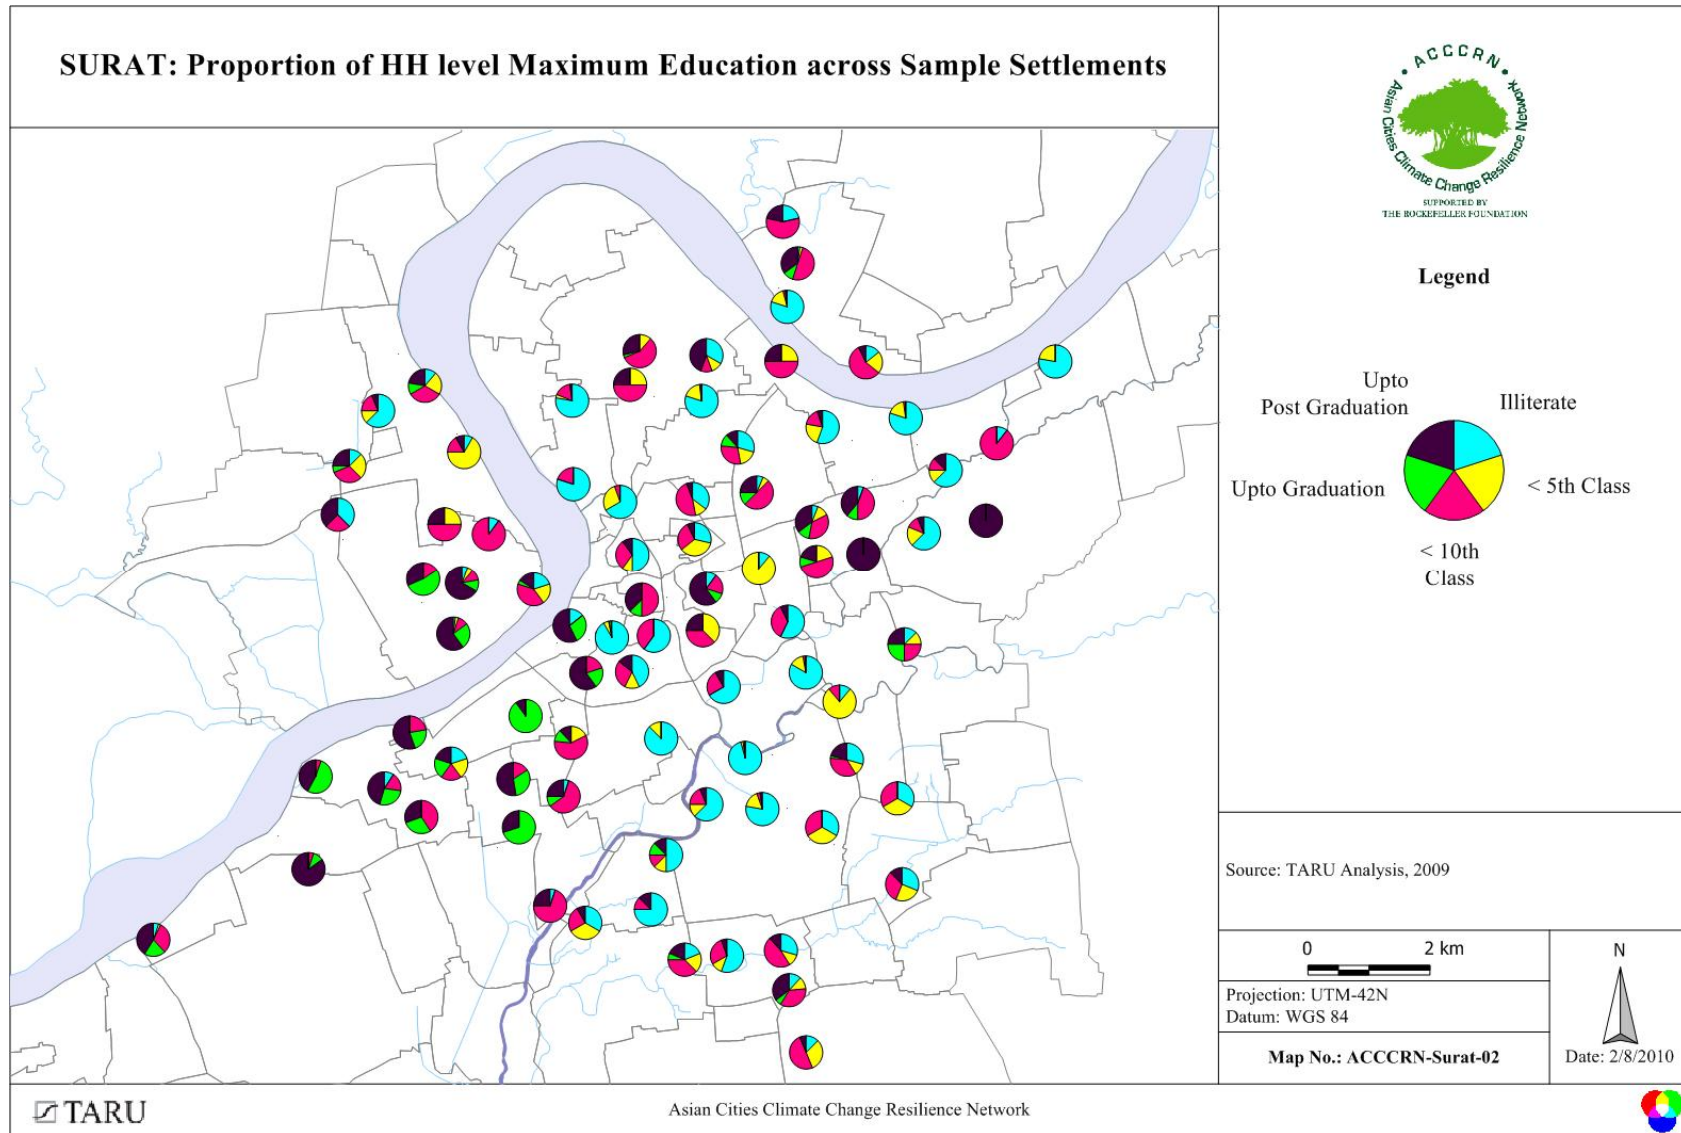 SURAT: Proportion of HH level Maximum Education across Sample Settlements
ACCCRN
Asian Cities Climate Change Resilience Network
SUPPORTED BY
THE ROCKEFELLER FOUNDATION
Legend
Upto
Post Graduation
Illiterate
Upto Graduation
< 5th Class
< 10th
Class
Source: TARU Analysis, 2009
0 2 km
N
Projection: UTM-42N
Datum: WGS 84
Map No.: ACCCRN-Surat-02
Date: 2/8/2010
TARU
Asian Cities Climate Change Resilience Network